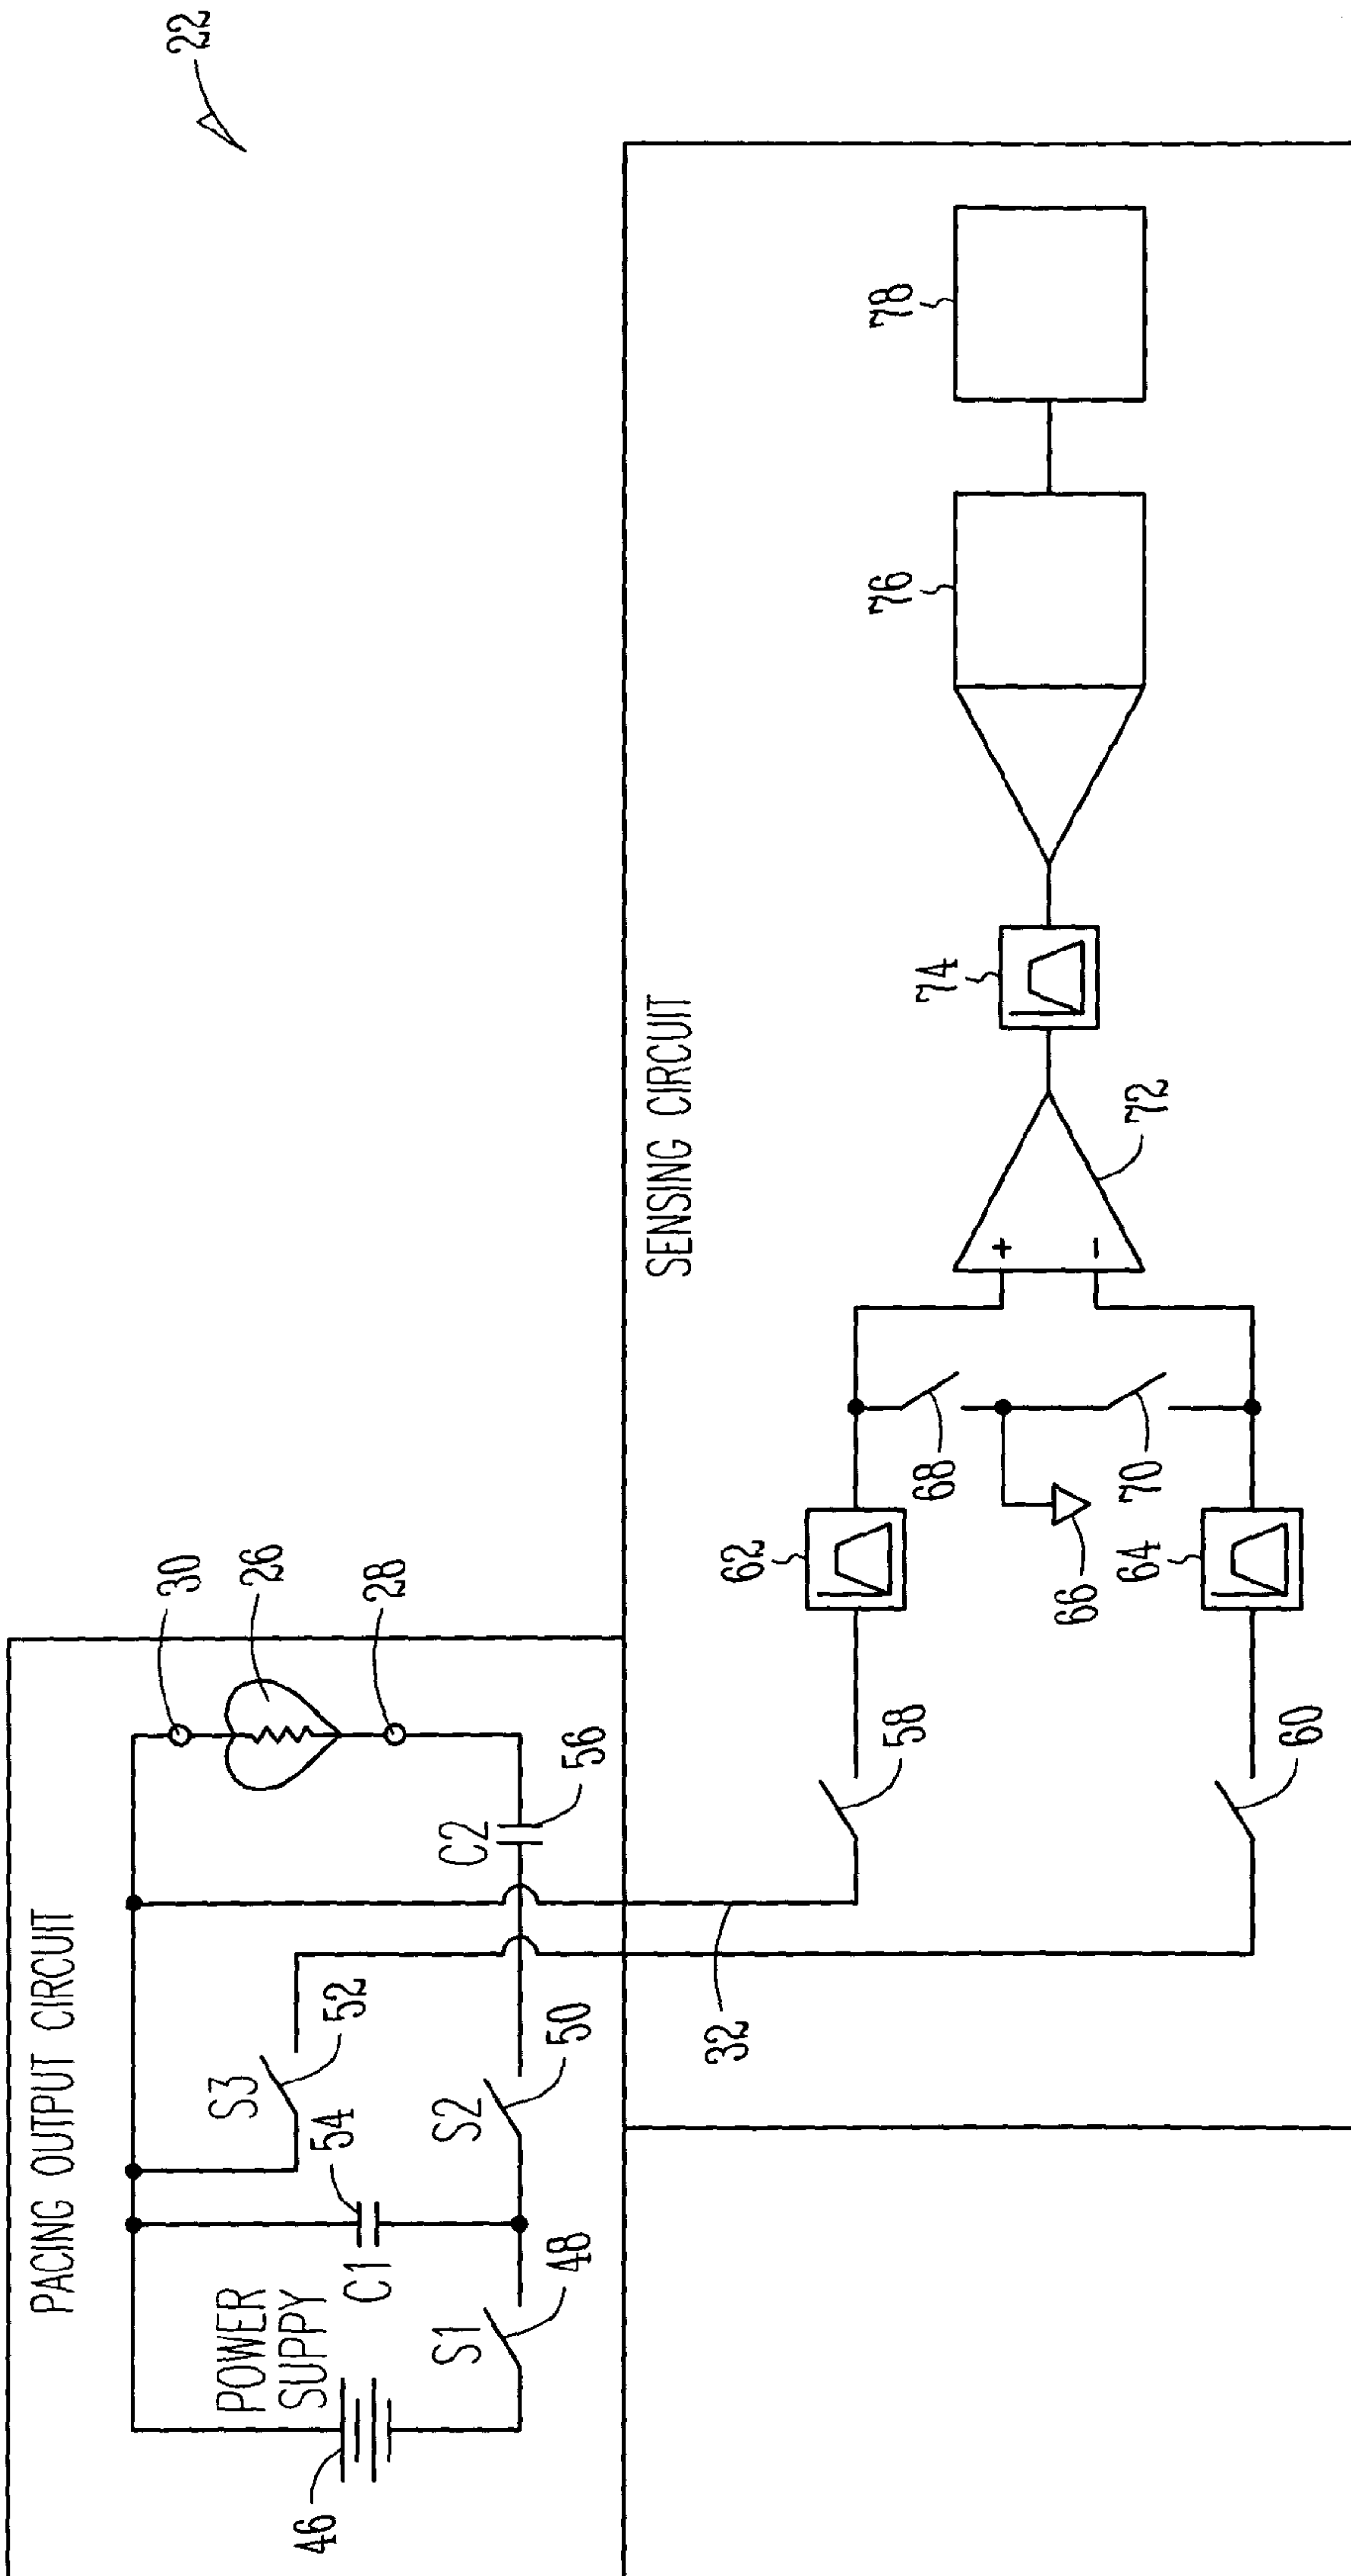 22
PACING OUTPUT CIRCUIT
30
26
28
POWER
SUPPY
46
C1
54
S3
52
S1
48
S2
50
C2
56
32
SENSING CIRCUIT
58
60
62
64
66
68
70
+
−
72
74
76
78